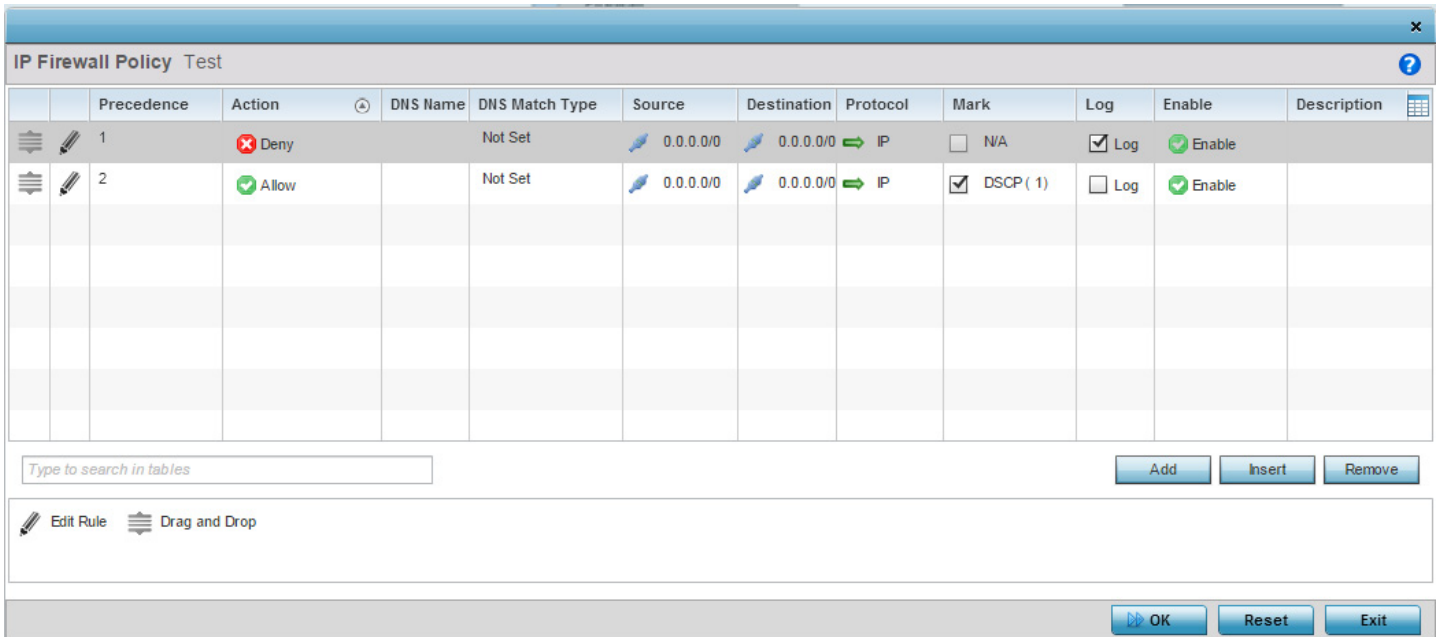 IP Firewall Policy Test
Precedence Action DNS Name DNS Match Type Source Destination Protocol Mark Log Enable Description
1 Deny Not Set 0.0.0.0/0 0.0.0.0/0 IP N/A Log Enable
2 Allow Not Set 0.0.0.0/0 0.0.0.0/0 IP DSCP ( 1) Log Enable
Type to search in tables Add Insert Remove
Edit Rule Drag and Drop
OK Reset Exit